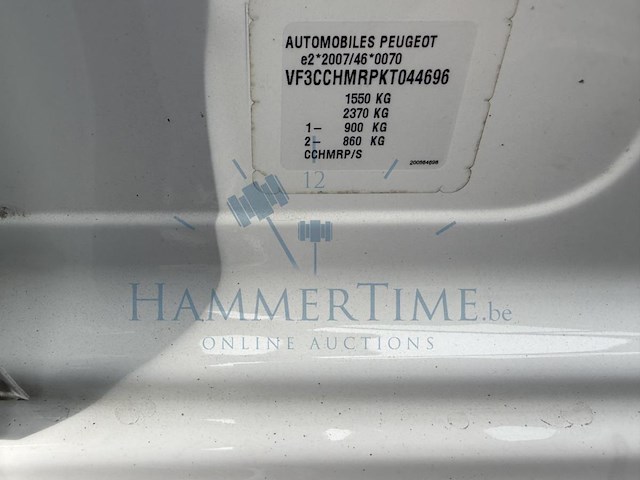 AUTOMOBILES PEUGEOT
e2*2007/46*0070
VF3CCHMRPKT044696
1550 KG
2370 KG
1– 900 KG
2– 860 KG
CCHMRP/S
12
HAMMERTIME.be
ONLINE AUCTIONS